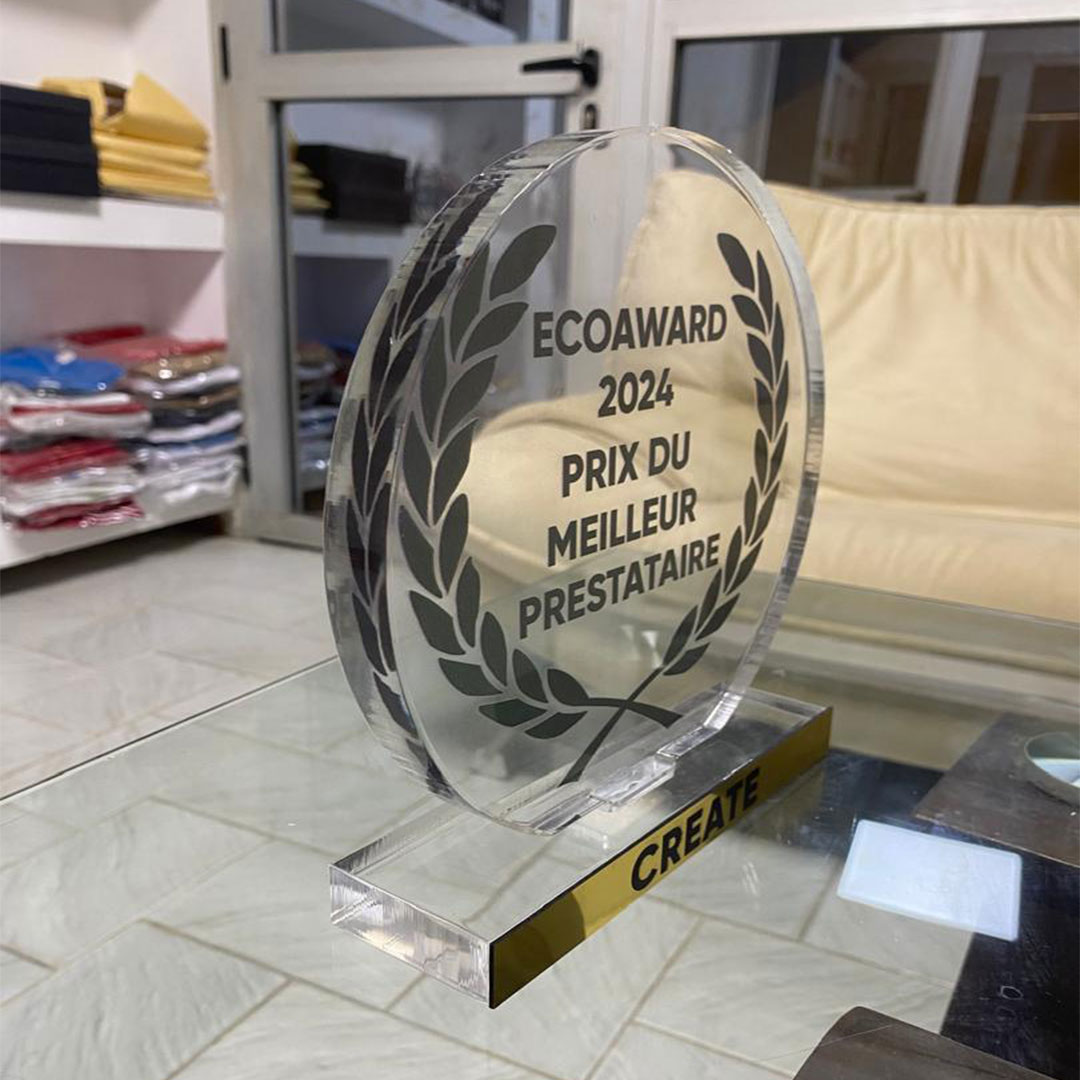 ECOAWARD
2024
PRIX DU
MEILLEUR
PRESTATAIRE
CREATE